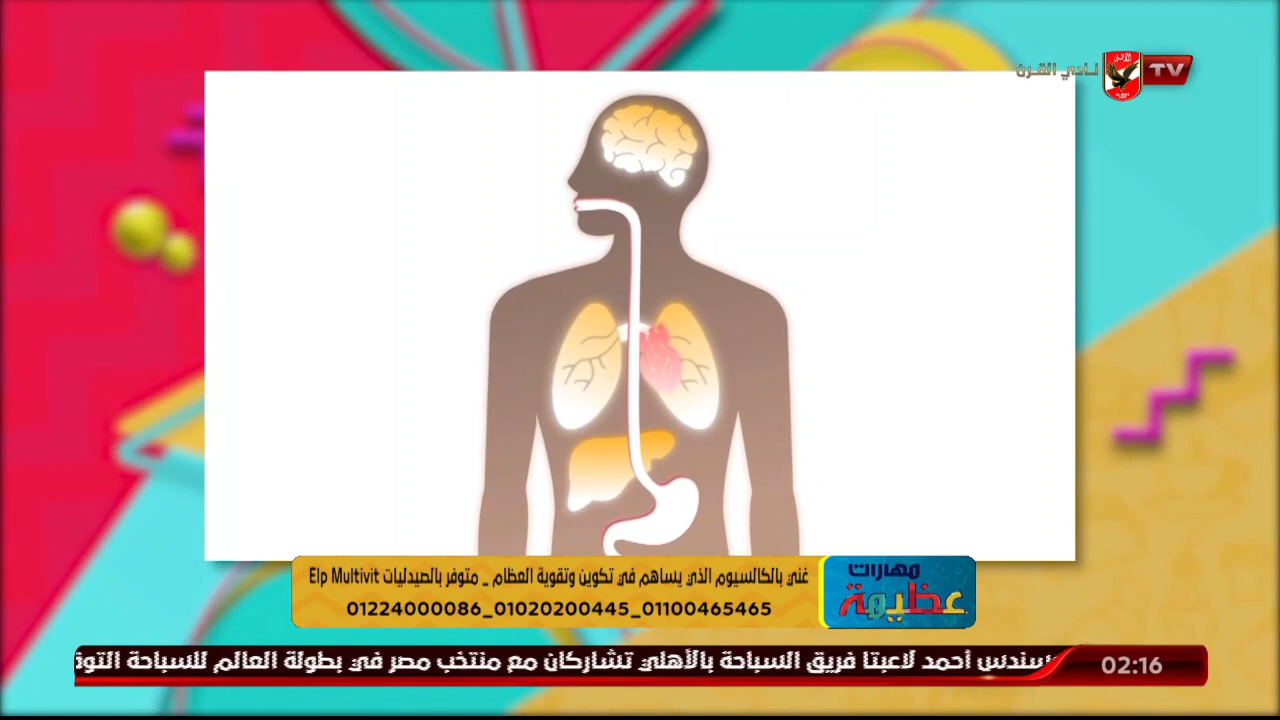 نادي القرن
TV
غني بالكالسيوم الذي يساهم في تكوين وتقوية العظام _ متوفر بالصيدليات Elp Multivit
01224000086_01020200445_01100465465
مهارات
عظيمة
سندس أحمد لاعبتا فريق السباحة بالأهلي تشاركان مع منتخب مصر في بطولة العالم للسباحة
02:16